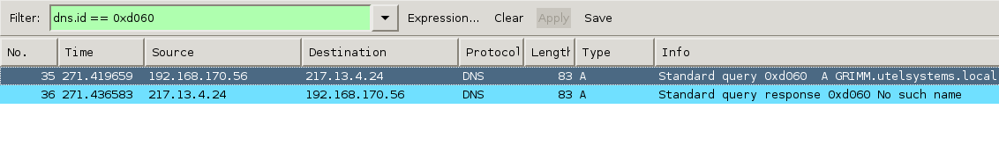 Filter: dns.id == 0xd060 Expression... Clear Apply Save
No. Time Source Destination Protocol Length Type Info
35 271.419659 192.168.170.56 217.13.4.24 DNS 83 A Standard query 0xd060 A GRIMM.utelsystems.local
36 271.436583 217.13.4.24 192.168.170.56 DNS 83 A Standard query response 0xd060 No such name